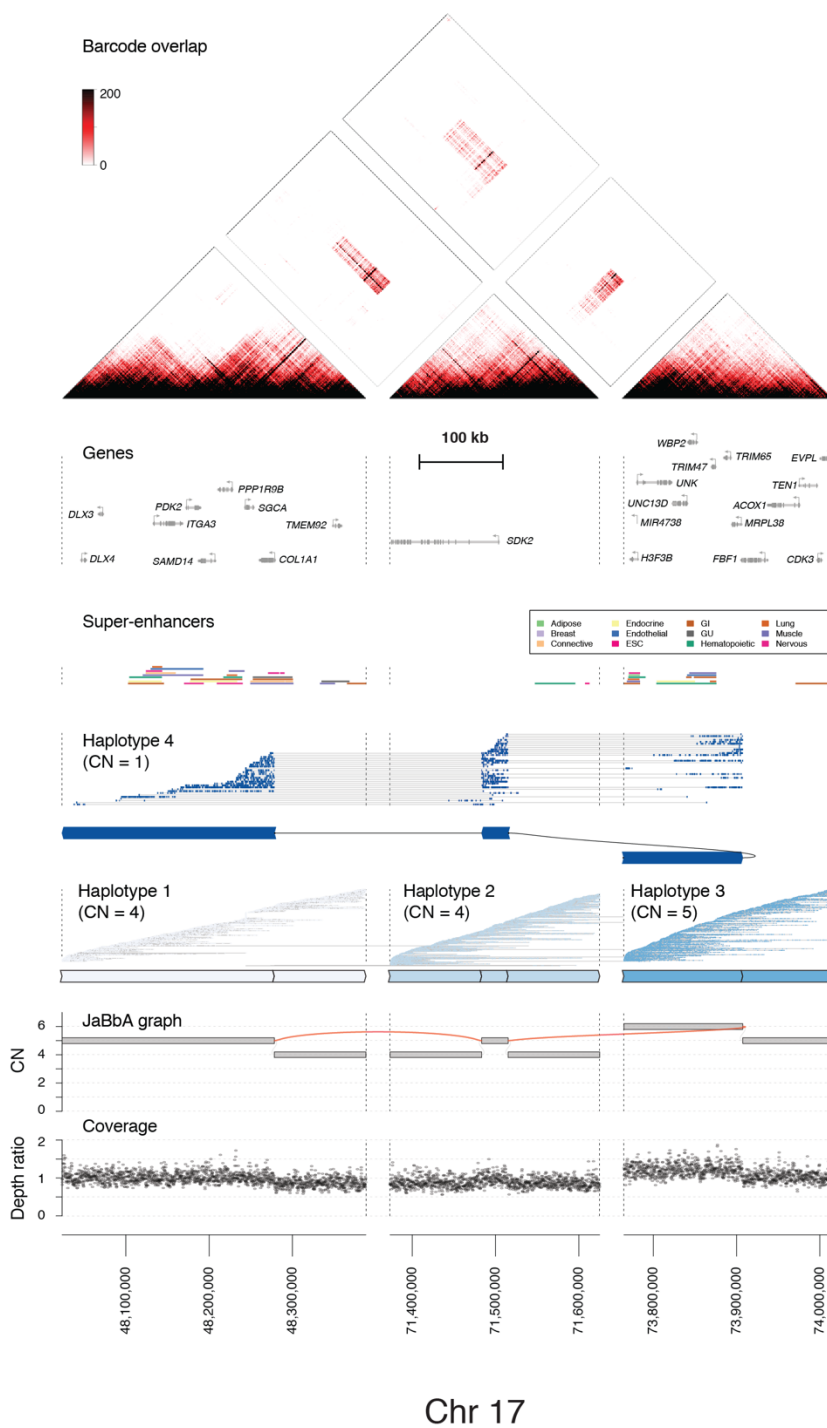 Barcode overlap
200
0
Genes
100 kb
WBP2
TRIM65
EVPL
TRIM47
PPP1R9B
UNK
TEN1
DLX3
PDK2
SGCA
UNC13D
ACOX1
ITGA3
TMEM92
MIR4738
MRPL38
SDK2
DLX4
SAMD14
COL1A1
H3F3B
FBF1
CDK3
Super-enhancers
Adipose
Endocrine
GI
Lung
Breast
Endothelial
GU
Muscle
Connective
ESC
Hematopoietic
Nervous
Haplotype 4
(CN = 1)
Haplotype 1
(CN = 4)
Haplotype 2
(CN = 4)
Haplotype 3
(CN = 5)
JaBbA graph
CN
6
4
2
0
Coverage
Depth ratio
2
1
0
48,100,000
48,200,000
48,300,000
71,400,000
71,500,000
71,600,000
73,800,000
73,900,000
74,000,000
Chr 17